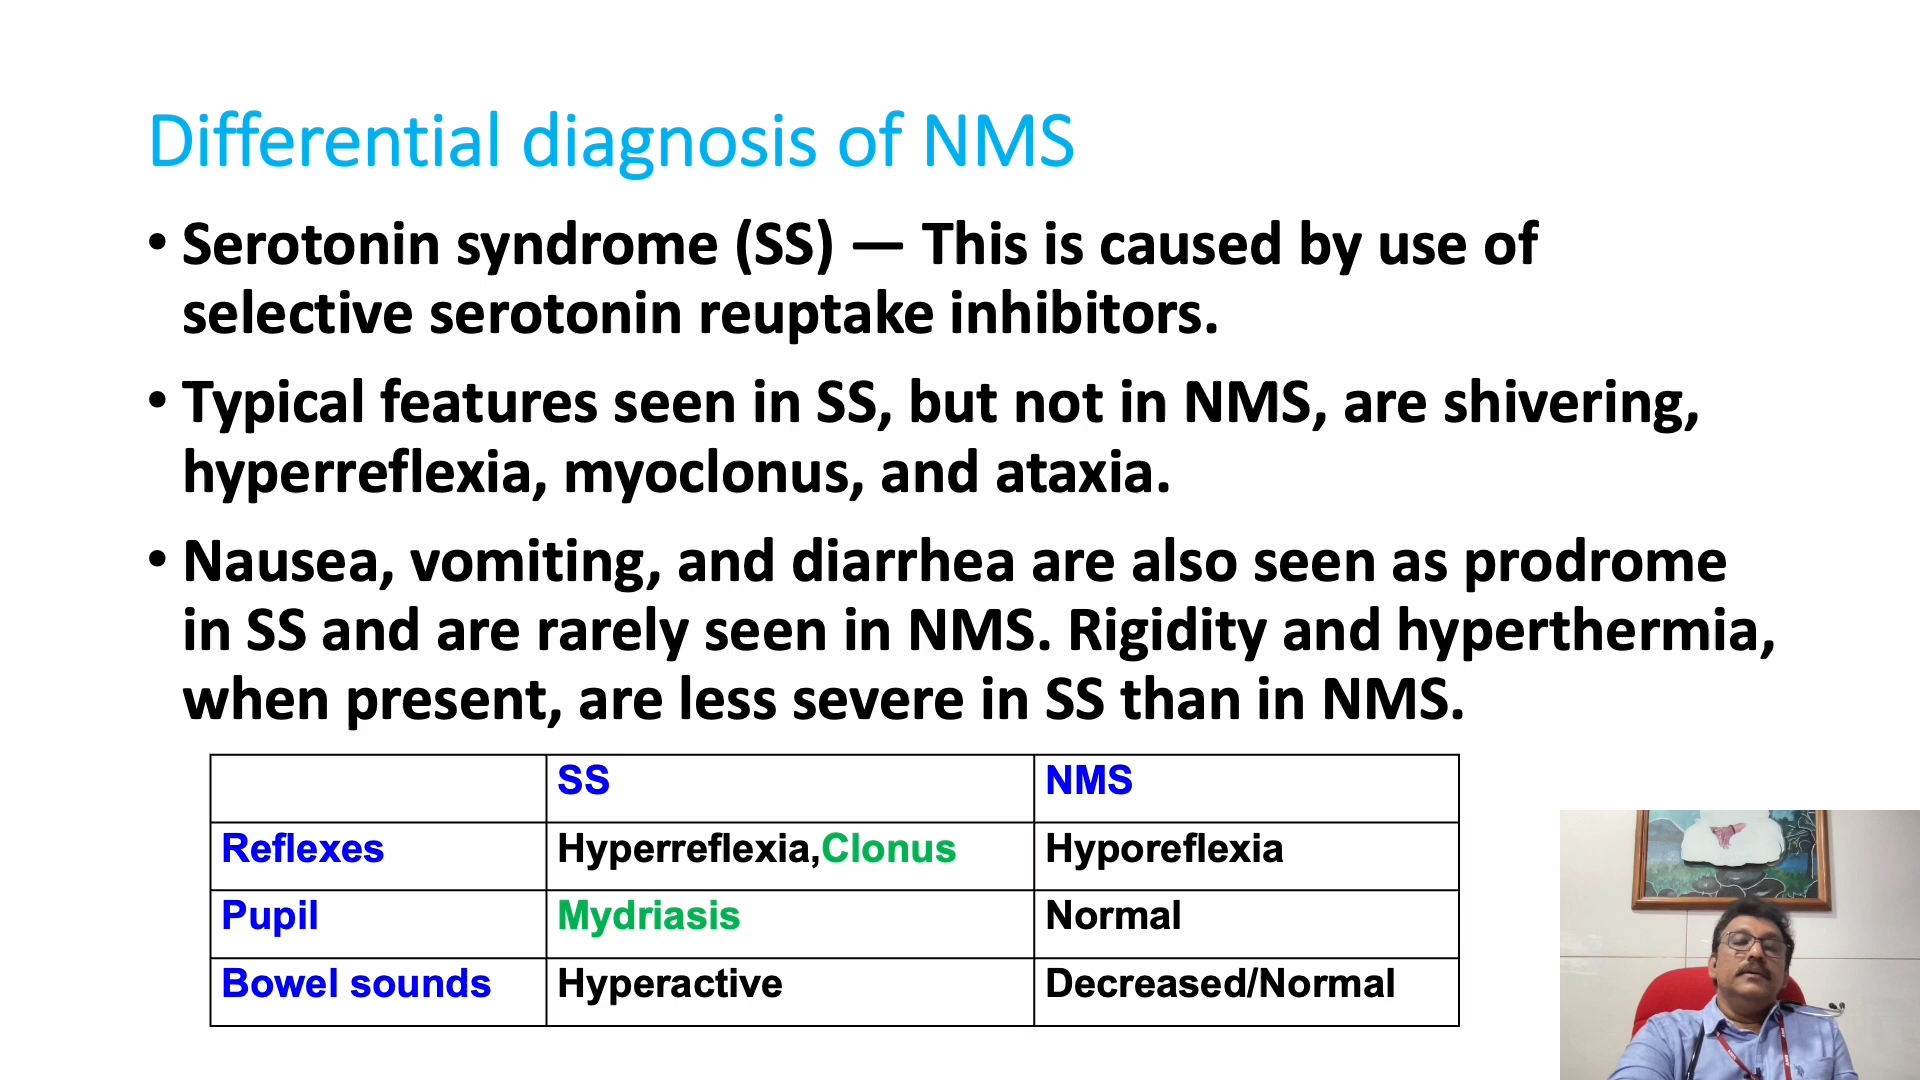 Differential diagnosis of NMS
• Serotonin syndrome (SS) — This is caused by use of
selective serotonin reuptake inhibitors.
• Typical features seen in SS, but not in NMS, are shivering,
hyperreflexia, myoclonus, and ataxia.
• Nausea, vomiting, and diarrhea are also seen as prodrome
in SS and are rarely seen in NMS. Rigidity and hyperthermia,
when present, are less severe in SS than in NMS.
SS NMS
Reflexes Hyperreflexia,Clonus Hyporeflexia
Pupil Mydriasis Normal
Bowel sounds Hyperactive Decreased/Normal